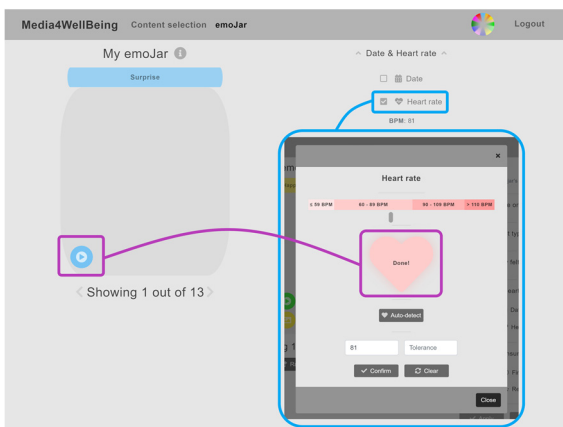 Media4WellBeing Content selection emoJar Logout
My emoJar
Surprise
Showing 1 out of 13
Date & Heart rate
Date
Heart rate
BPM: 81
×
Heart rate
≤ 59 BPM 60 - 89 BPM 90 - 109 BPM + 110 BPM
Done!
Auto-detect
81 Tolerance
Confirm Clear
Close